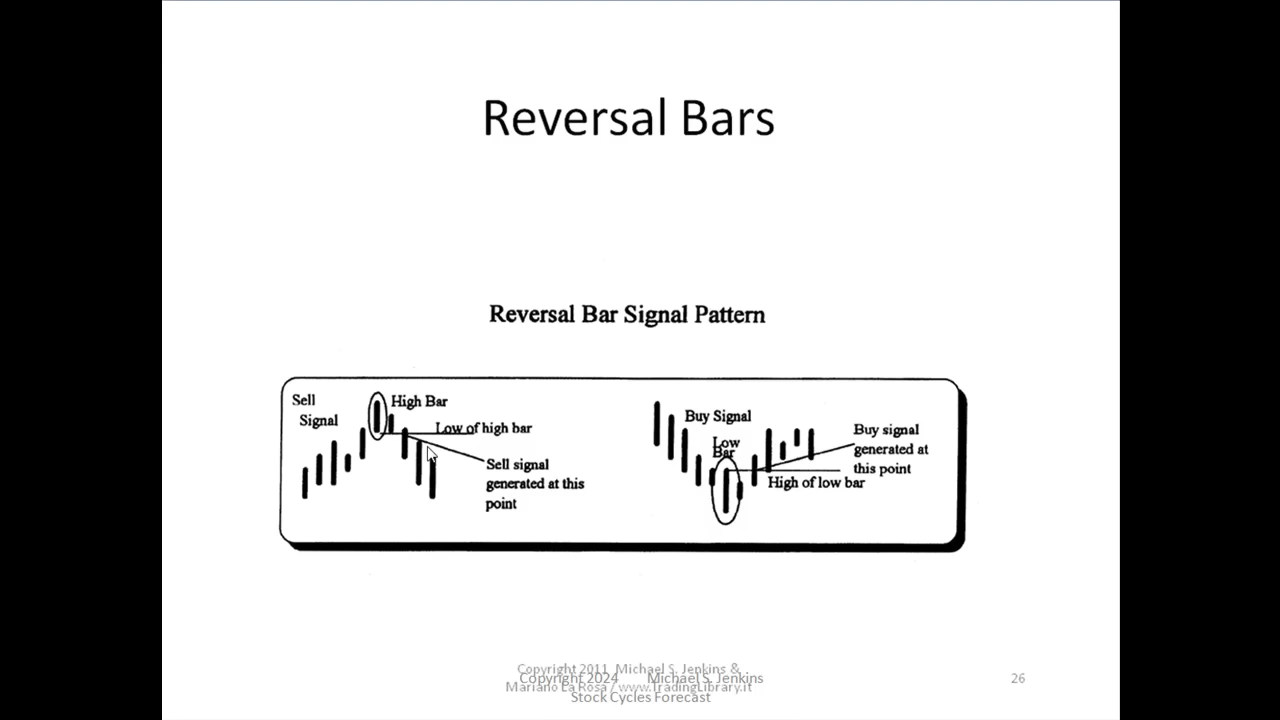 Reversal Bars
Reversal Bar Signal Pattern
Sell
Signal
High Bar
Low of high bar
Sell signal
generated at this
point
Buy Signal
Low
Bar
Buy signal
generated at
this point
High of low bar
Copyright 2011 Michael S. Jenkins &
Mariano La Rosa / www.TradingLibrary.it
Copyright 2024 Michael S. Jenkins
Stock Cycles Forecast
26